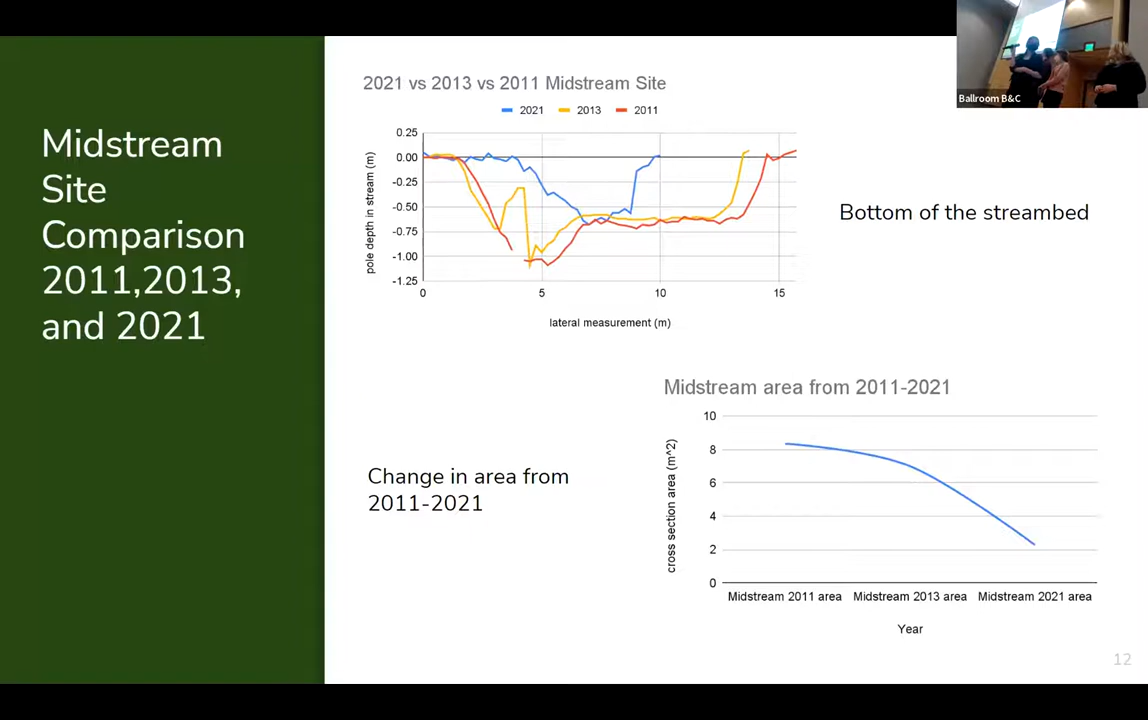 Midstream
Site
Comparison
2011,2013,
and 2021
2021 vs 2013 vs 2011 Midstream Site
2021 2013 2011
pole depth in stream (m)
0.25
0.00
-0.25
-0.50
-0.75
-1.00
-1.25
0 5 10 15
lateral measurement (m)
Bottom of the streambed
Change in area from
2011-2021
Midstream area from 2011-2021
cross section area (m^2)
10
8
6
4
2
0
Midstream 2011 area Midstream 2013 area Midstream 2021 area
Year
12
Ballroom B&C